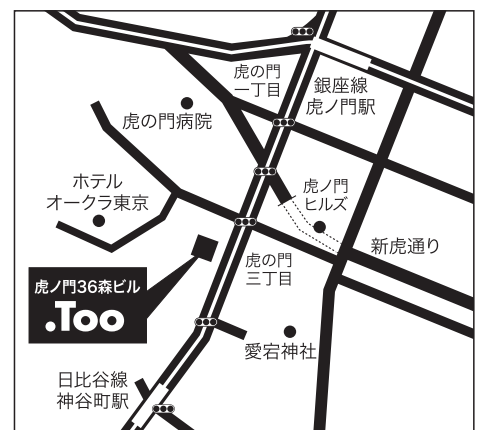 虎の門
一丁目
銀座線
虎ノ門駅
虎の門病院
ホテル
オークラ東京
虎ノ門
ヒルズ
新虎通り
虎の門
三丁目
虎ノ門36森ビル
.Too
愛宕神社
日比谷線
神谷町駅